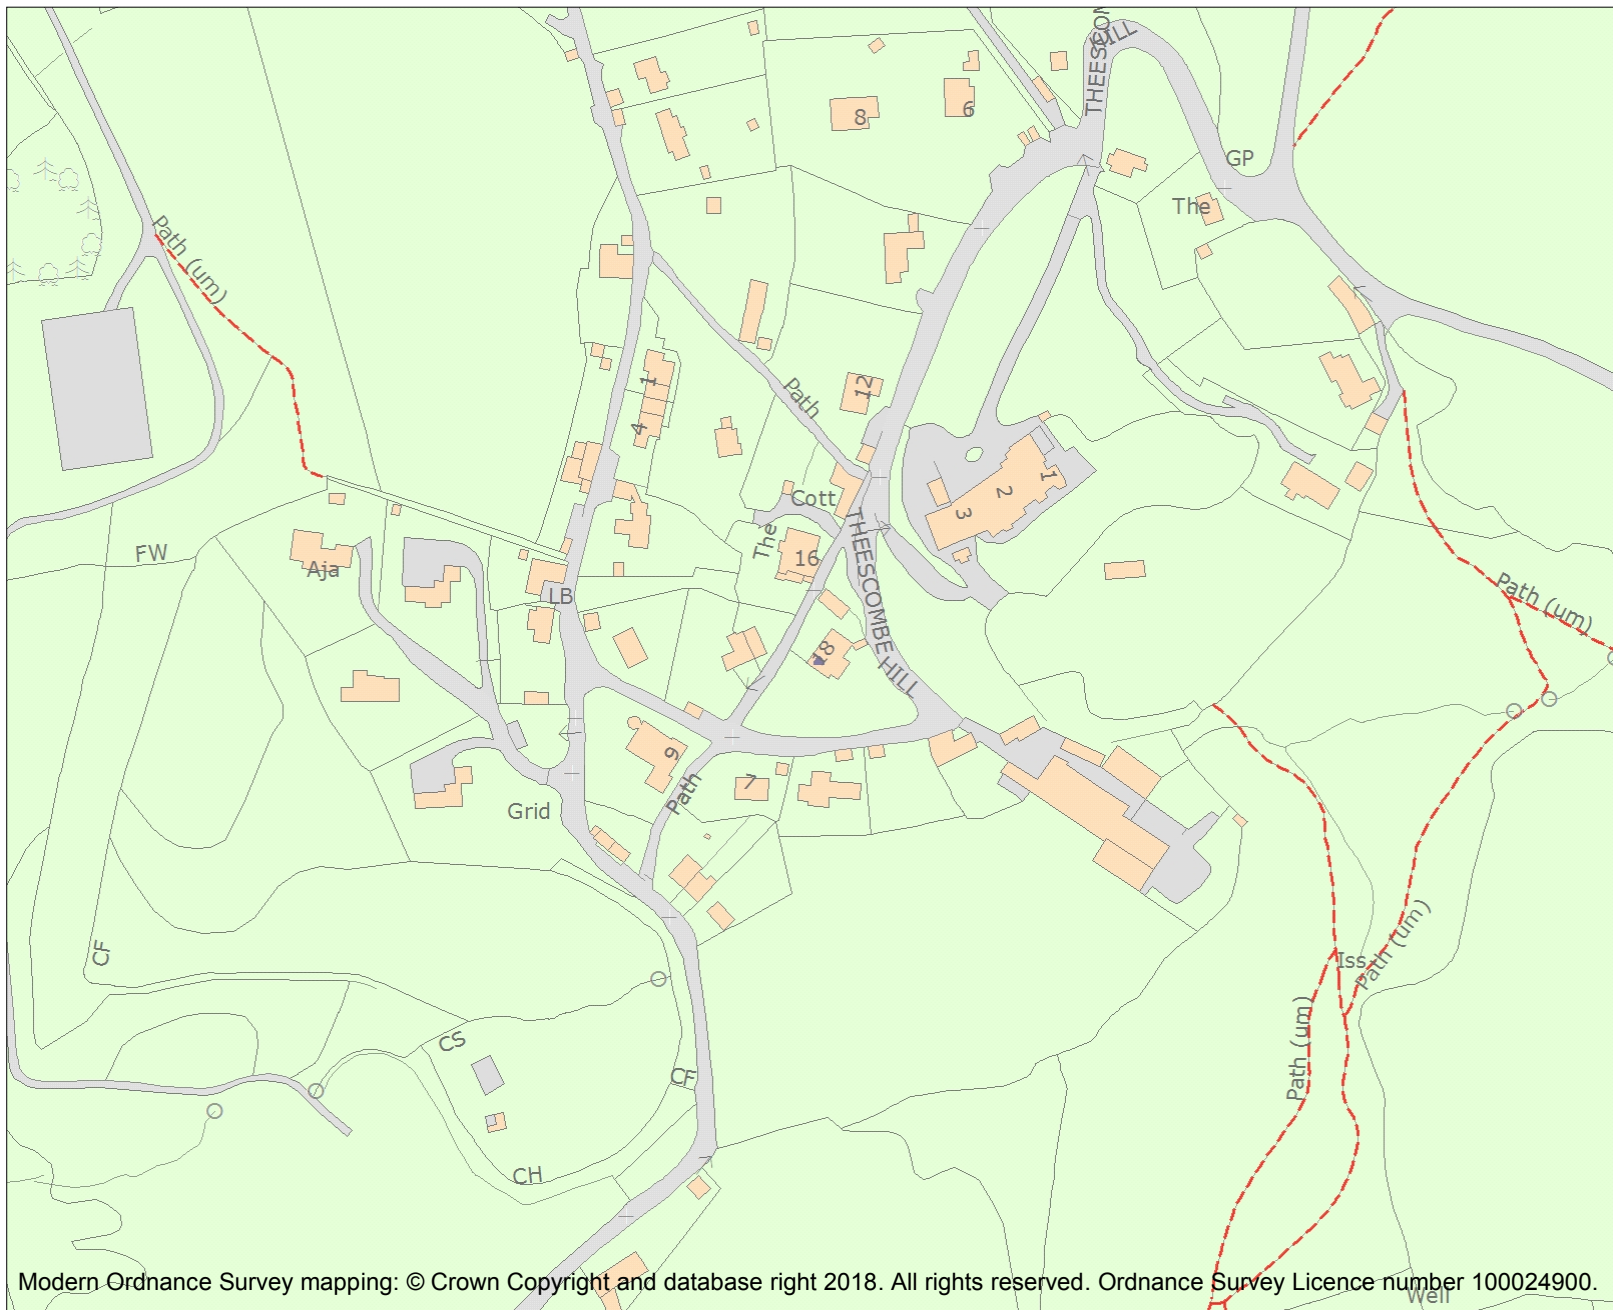 THEESCOM
HILL
8
6
GP
The
Path (um)
1
4
Path
12
Cott
The
16
1
2
3
FW
Aja
LB
THEESCOMBE HILL
18
Path (um)
9
7
Path
Grid
CF
Iss
Path (um)
Path (um)
CS
CF
CH
Well
Modern Ordnance Survey mapping: © Crown Copyright and database right 2018. All rights reserved. Ordnance Survey Licence number 100024900.